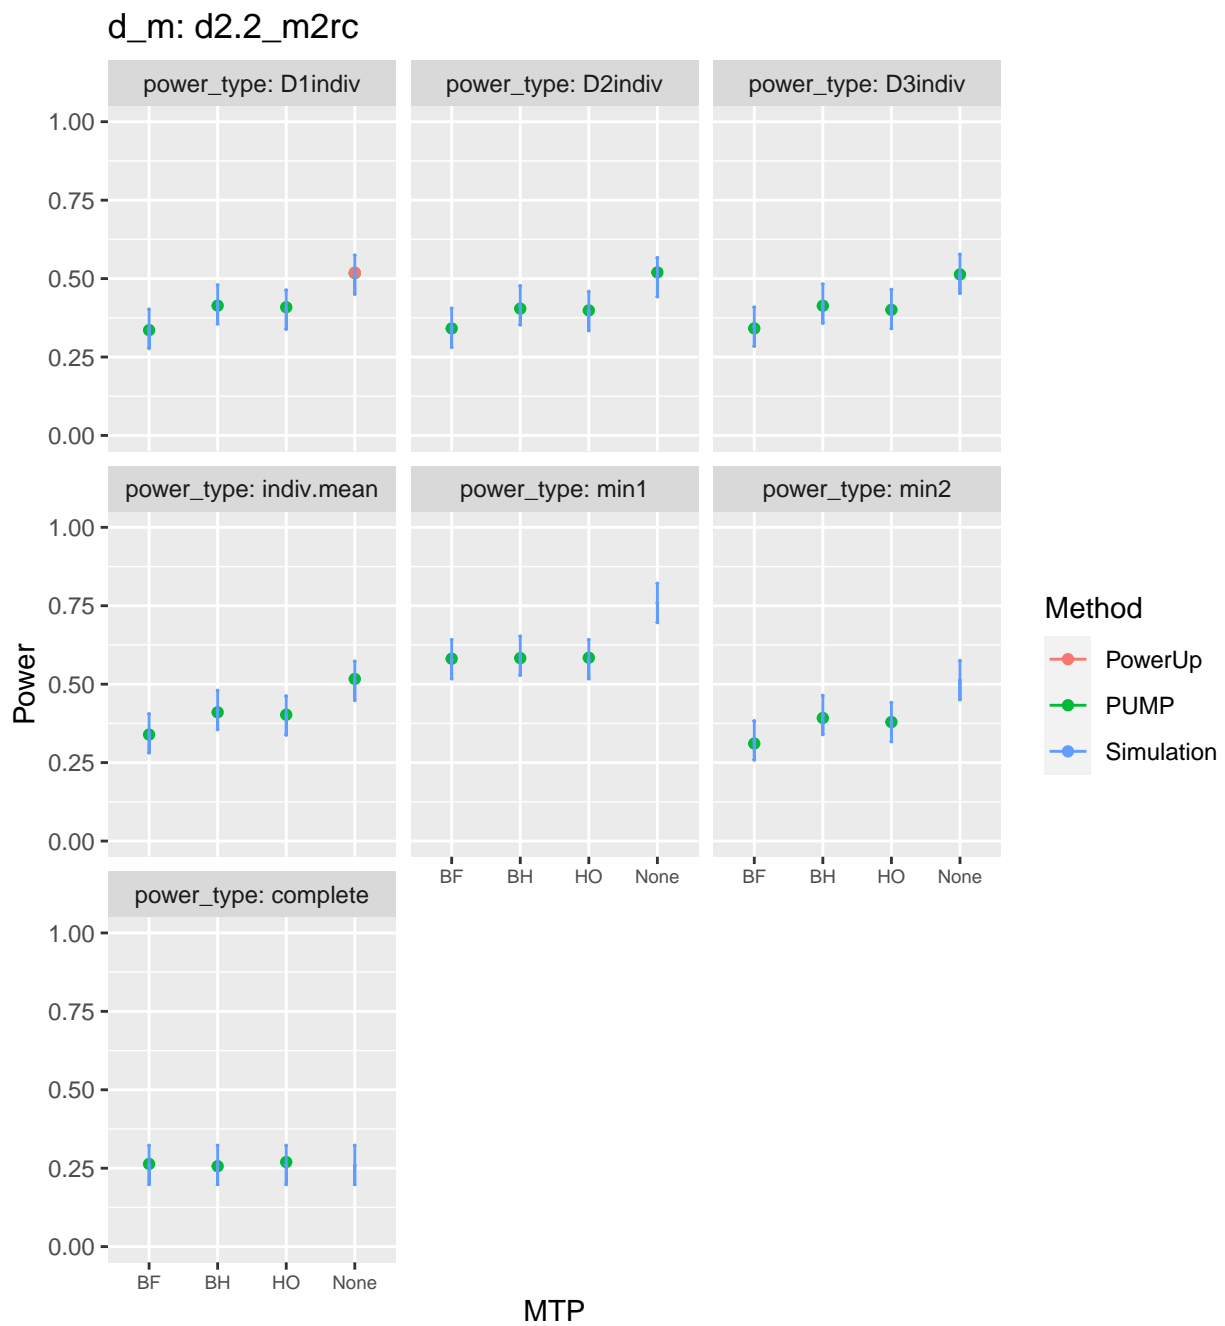 d_m: d2.2_m2rc
power_type: D1indiv
power_type: D2indiv
power_type: D3indiv
1.00
0.75
0.50
0.25
0.00
power_type: indiv.mean
power_type: min1
power_type: min2
1.00
0.75
0.50
0.25
0.00
BF BH HO None
BF BH HO None
power_type: complete
1.00
0.75
0.50
0.25
0.00
BF BH HO None
Power
MTP
Method
PowerUp
PUMP
Simulation